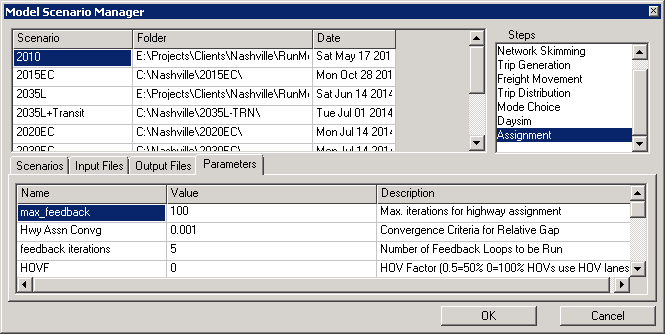 Model Scenario Manager
Scenario Folder Date
2010 E:\Projects\Clients\Nashville\RunMo Sat May 17 201
2015EC C:\Nashville\2015EC\ Mon Oct 28 201
2035L E:\Projects\Clients\Nashville\RunMo Sat Jun 14 2014
2035L+Transit C:\Nashville\2035L-TRN\ Tue Jul 01 2014
2020EC C:\Nashville\2020EC\ Mon Jul 14 2014
2030EC C:\Nashville\2030EC\ Mon Jul 14 2014
Steps
Network Skimming
Trip Generation
Freight Movement
Trip Distribution
Mode Choice
Daysim
Assignment
Scenarios Input Files Output Files Parameters
Name Value Description
max_feedback 100 Max. iterations for highway assignment
Hwy Assn Convg 0.001 Convergence Criteria for Relative Gap
feedback iterations 5 Number of Feedback Loops to be Run
HOVF 0 HOV Factor (0.5=50% 0=100% HOVs use HOV lanes
OK Cancel